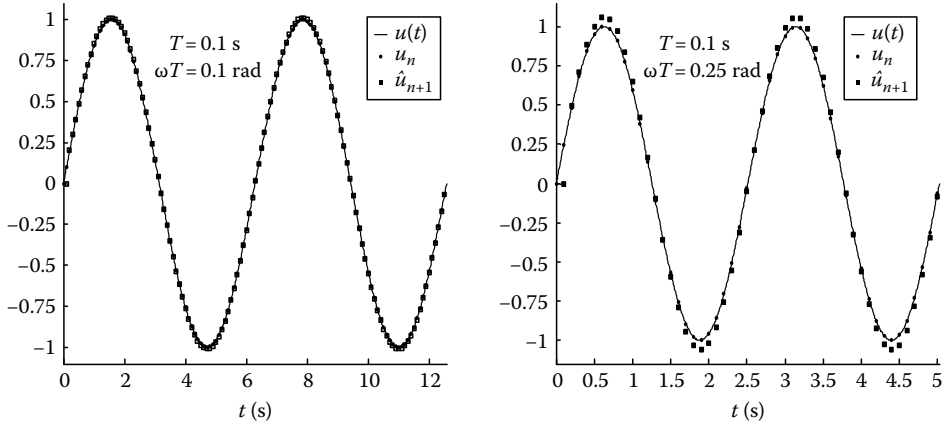 1
0.75
0.5
0.25
0
−0.25
−0.5
−0.75
−1
0 2 4 6 8 10 12
t (s)
T = 0.1 s
ωT = 0.1 rad
u(t)
uₙ
ûₙ₊₁
1
0.75
0.5
0.25
0
−0.25
−0.5
−0.75
−1
0 0.5 1 1.5 2 2.5 3 3.5 4 4.5 5
t (s)
T = 0.1 s
ωT = 0.25 rad
u(t)
uₙ
ûₙ₊₁